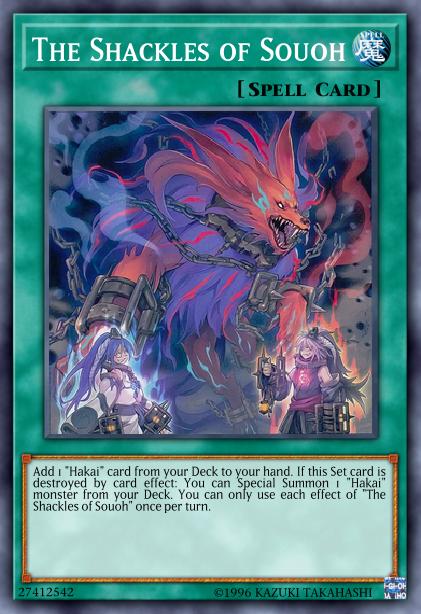 The Shackles of Souoh
魔
[Spell Card]
Add 1 "Hakai" card from your Deck to your hand. If this Set card is
destroyed by card effect: You can Special Summon 1 "Hakai"
monster from your Deck. You can only use each effect of "The
Shackles of Souoh" once per turn.
27412542
©1996 KAZUKI TAKAHASHI